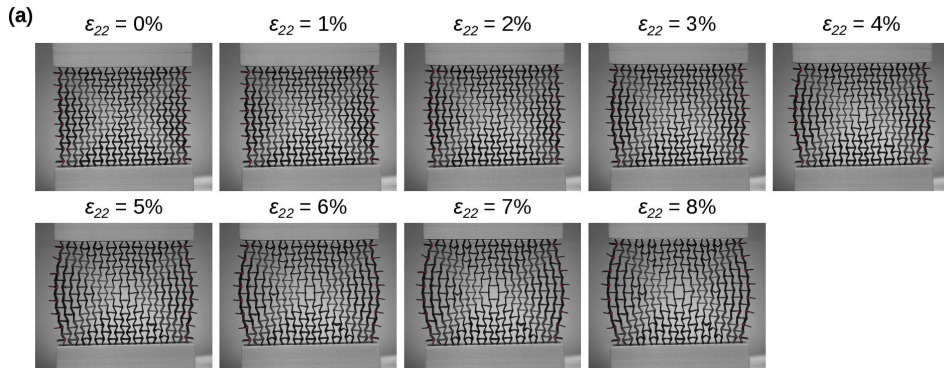 (a)
ε22 = 0% ε22 = 1% ε22 = 2% ε22 = 3% ε22 = 4%
ε22 = 5% ε22 = 6% ε22 = 7% ε22 = 8%